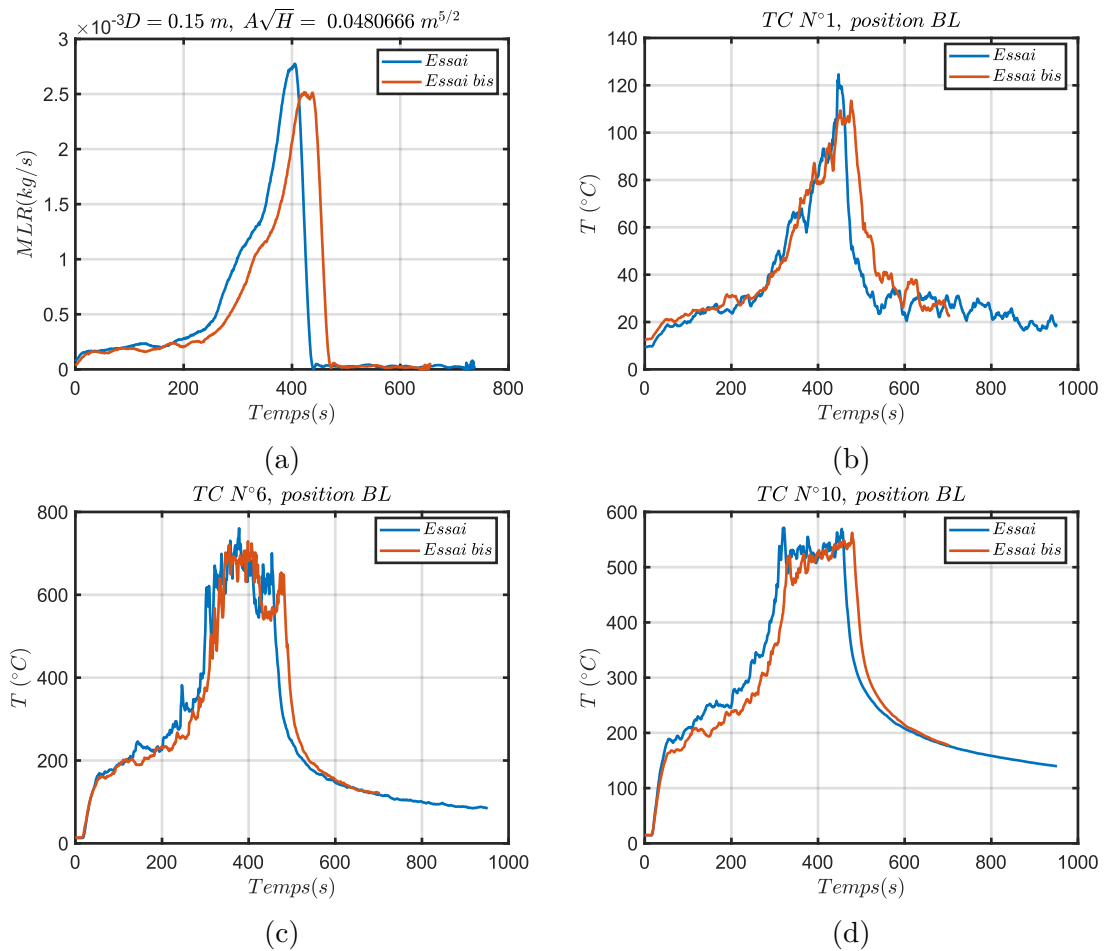 ×10⁻³ D = 0.15 m, A√H = 0.0480666 m^{5/2}
3
2.5
2
1.5
1
0.5
0
MLR(kg/s)
Essai
Essai bis
0 200 400 600 800
Temps(s)
(a)
TC N°1, position BL
140
120
100
80
60
40
20
0
T (°C)
Essai
Essai bis
0 200 400 600 800 1000
Temps(s)
(b)
TC N°6, position BL
800
600
400
200
0
T (°C)
Essai
Essai bis
0 200 400 600 800 1000
Temps(s)
(c)
TC N°10, position BL
600
500
400
300
200
100
0
T (°C)
Essai
Essai bis
0 200 400 600 800 1000
Temps(s)
(d)